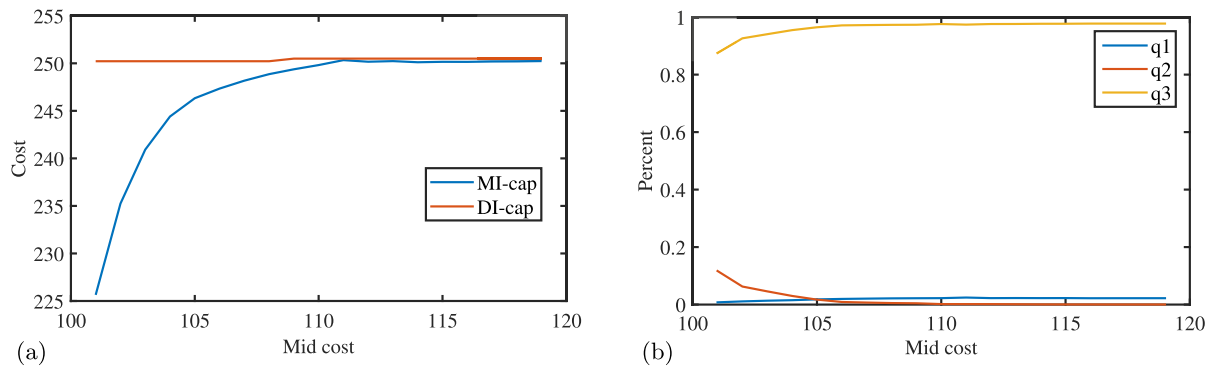 255
250
245
240
235
230
225
Cost
MI-cap
DI-cap
100
105
110
115
120
Mid cost
(a)
1
0.8
0.6
0.4
0.2
0
Percent
q1
q2
q3
100
105
110
115
120
Mid cost
(b)